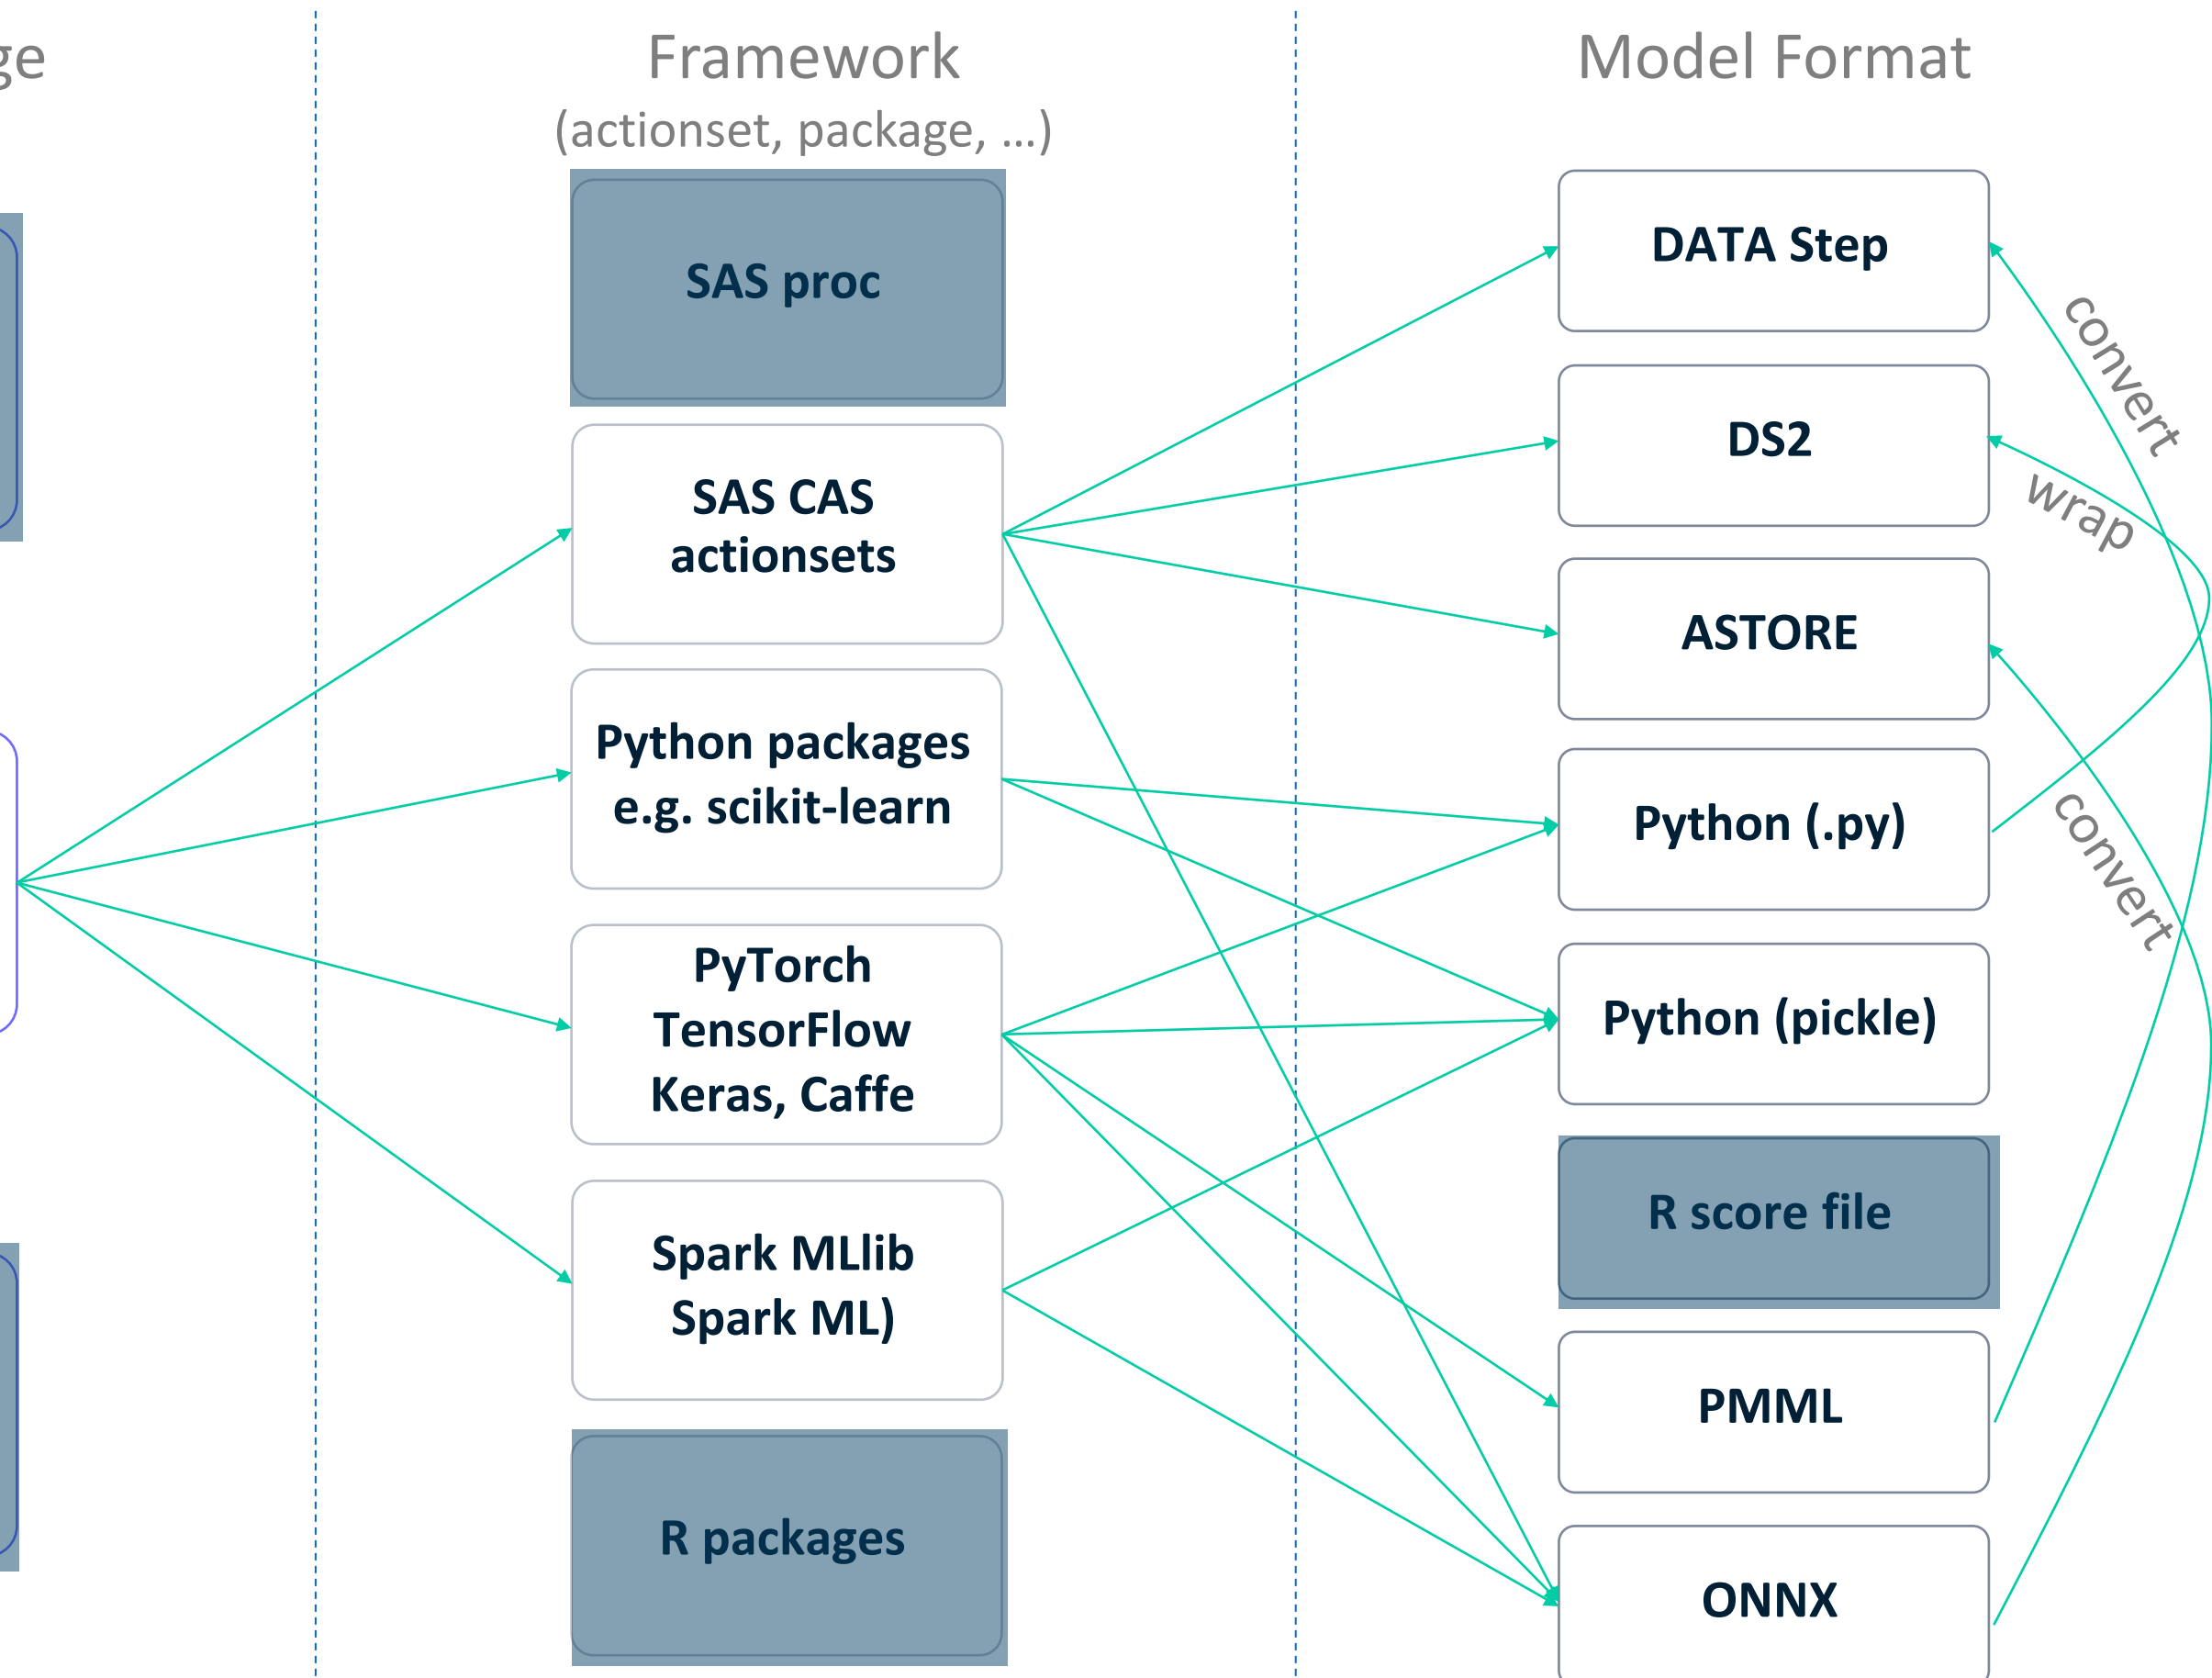 ge
Framework
(actionset, package, ...)
Model Format
SAS proc
SAS CAS
actionsets
Python packages
e.g. scikit-learn
PyTorch
TensorFlow
Keras, Caffe
Spark MLlib
Spark ML)
R packages
DATA Step
DS2
ASTORE
Python (.py)
Python (pickle)
R score file
PMML
ONNX
convert
wrap
convert